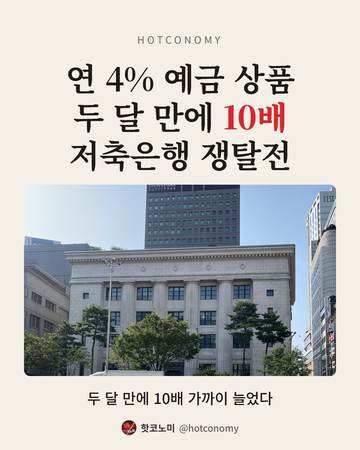 HOTCONOMY
연 4% 예금 상품
두 달 만에 10배
저축은행 쟁탈전
두 달 만에 10배 가까이 늘었다
핫코노미 @hotconomy